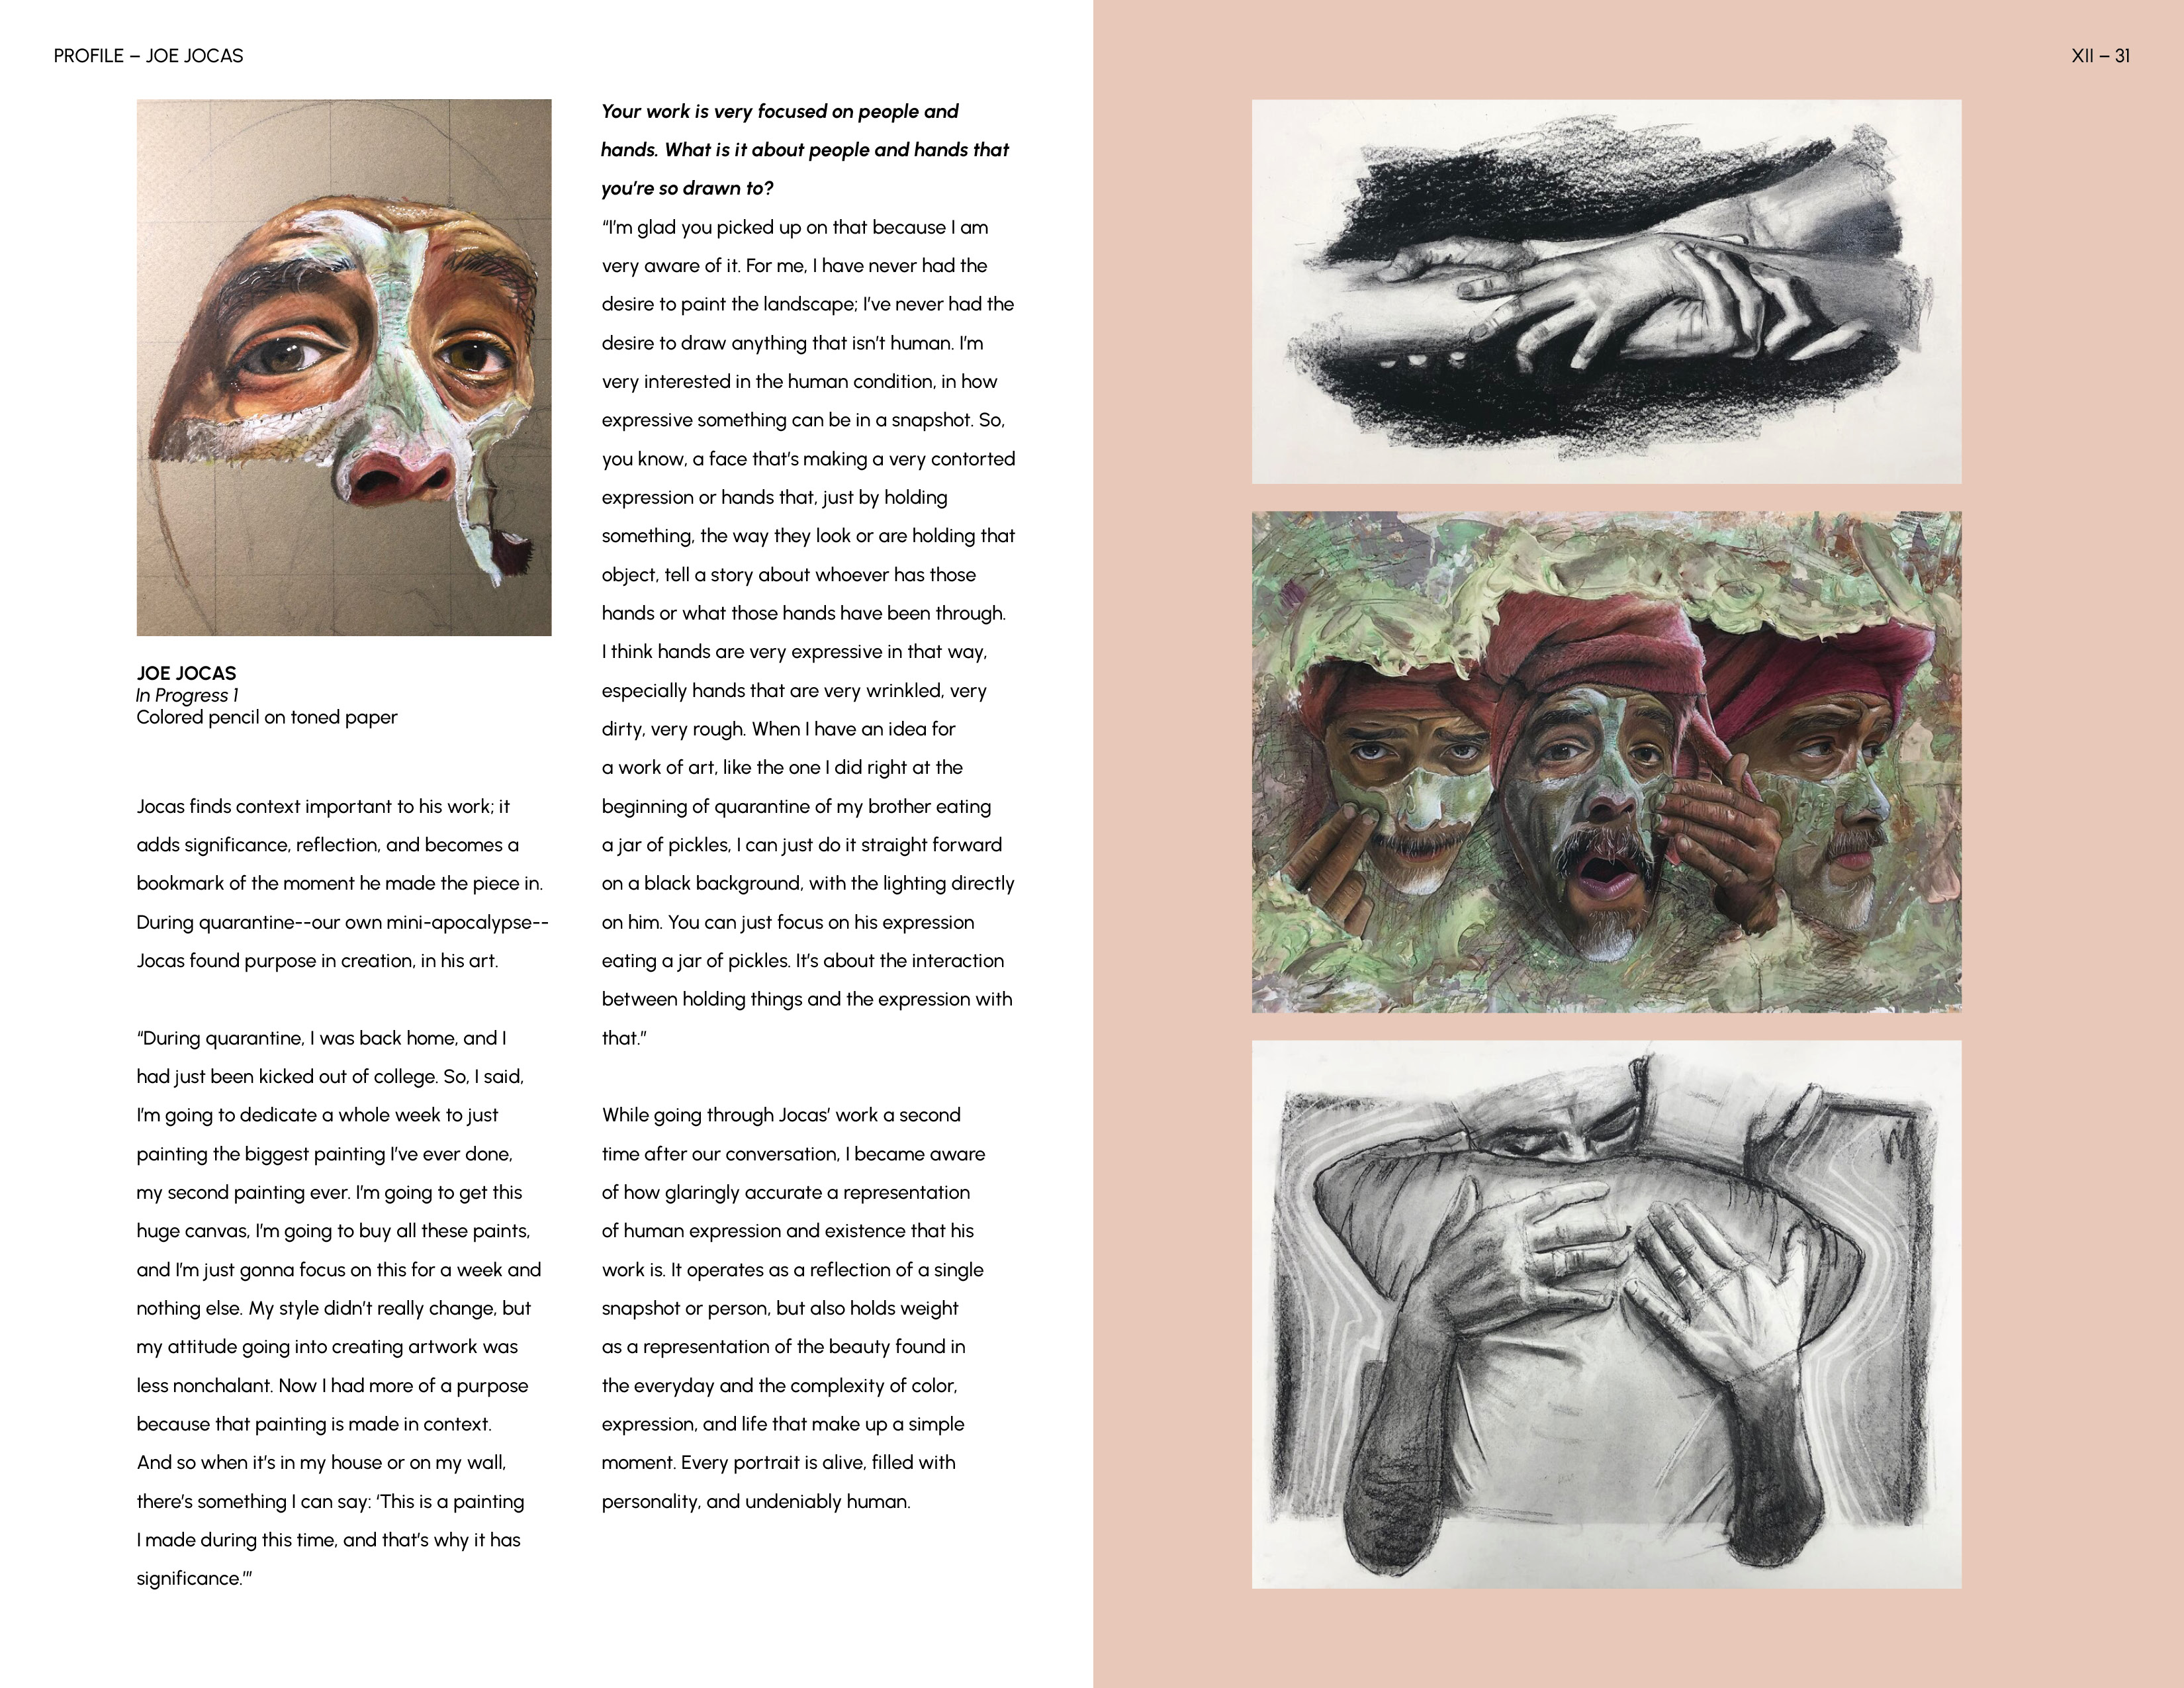 PROFILE – JOE JOCAS
XII – 31
JOE JOCAS
In Progress 1
Colored pencil on toned paper
Jocas finds context important to his work; it
adds significance, reflection, and becomes a
bookmark of the moment he made the piece in.
During quarantine--our own mini-apocalypse--
Jocas found purpose in creation, in his art.
“During quarantine, I was back home, and I
had just been kicked out of college. So, I said,
I’m going to dedicate a whole week to just
painting the biggest painting I’ve ever done,
my second painting ever. I’m going to get this
huge canvas, I’m going to buy all these paints,
and I’m just gonna focus on this for a week and
nothing else. My style didn’t really change, but
my attitude going into creating artwork was
less nonchalant. Now I had more of a purpose
because that painting is made in context.
And so when it’s in my house or on my wall,
there’s something I can say: ‘This is a painting
I made during this time, and that’s why it has
significance.’”
Your work is very focused on people and
hands. What is it about people and hands that
you’re so drawn to?
“I’m glad you picked up on that because I am
very aware of it. For me, I have never had the
desire to paint the landscape; I’ve never had the
desire to draw anything that isn’t human. I’m
very interested in the human condition, in how
expressive something can be in a snapshot. So,
you know, a face that’s making a very contorted
expression or hands that, just by holding
something, the way they look or are holding that
object, tell a story about whoever has those
hands or what those hands have been through.
I think hands are very expressive in that way,
especially hands that are very wrinkled, very
dirty, very rough. When I have an idea for
a work of art, like the one I did right at the
beginning of quarantine of my brother eating
a jar of pickles, I can just do it straight forward
on a black background, with the lighting directly
on him. You can just focus on his expression
eating a jar of pickles. It’s about the interaction
between holding things and the expression with
that.”
While going through Jocas’ work a second
time after our conversation, I became aware
of how glaringly accurate a representation
of human expression and existence that his
work is. It operates as a reflection of a single
snapshot or person, but also holds weight
as a representation of the beauty found in
the everyday and the complexity of color,
expression, and life that make up a simple
moment. Every portrait is alive, filled with
personality, and undeniably human.